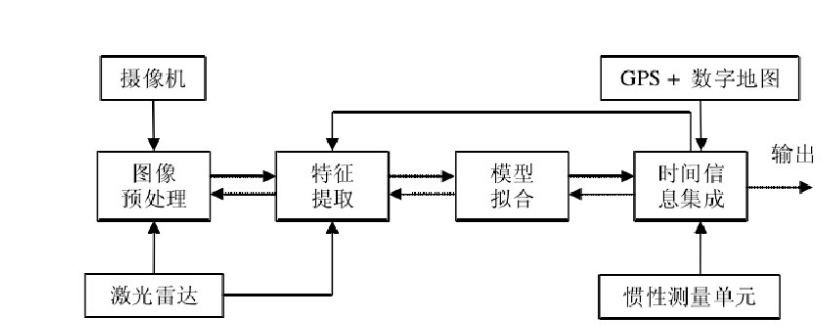 摄像机
GPS + 数字地图
输出
图像
预处理
特征
提取
模型
拟合
时间信
息集成
激光雷达
惯性测量单元